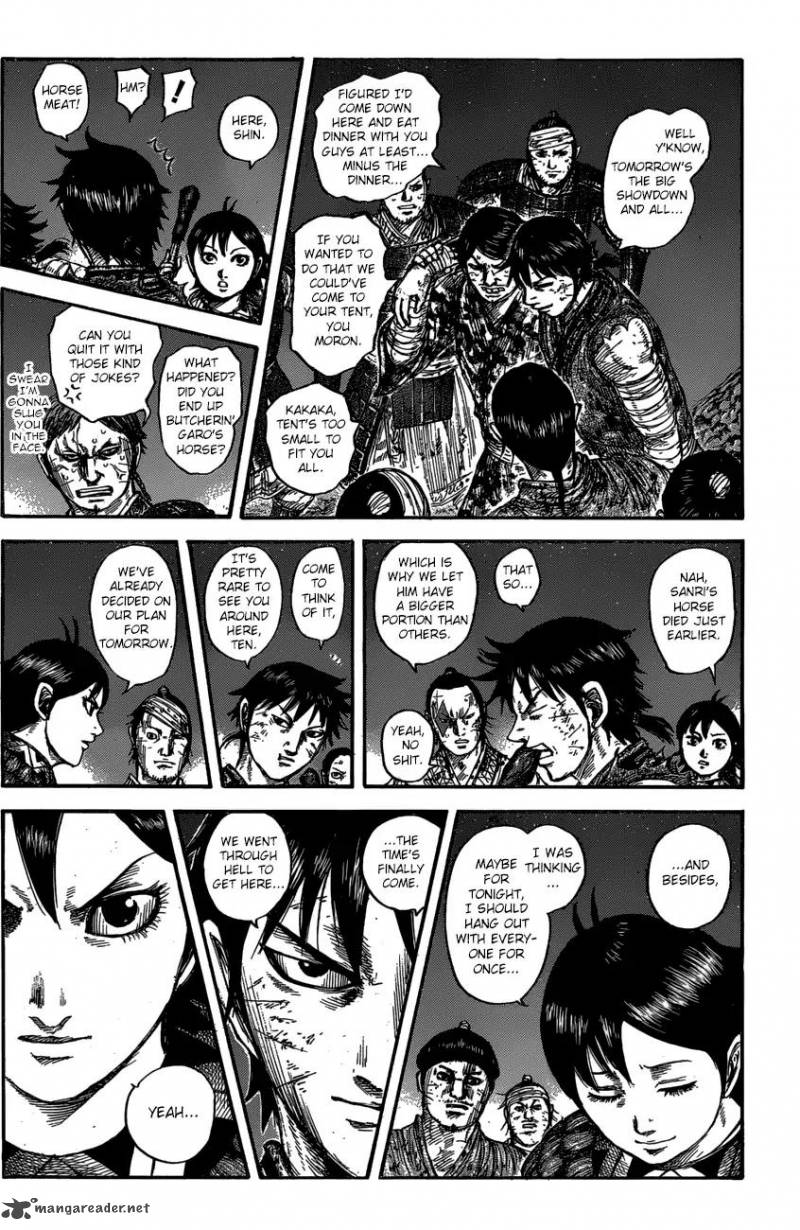 WELL
Y'KNOW,
TOMORROW'S
THE BIG
SHOWDOWN
AND ALL...
FIGURED I'D
COME DOWN
HERE AND EAT
DINNER WITH YOU
GUYS AT LEAST...
MINUS THE
DINNER...
IF YOU
WANTED TO
DO THAT WE
COULD'VE
COME TO
YOUR TENT,
YOU
MORON.
KAKAKA,
TENT'S TOO
SMALL TO
FIT YOU
ALL.
HERE,
SHIN.
!
HM?
HORSE
MEAT!
WHAT
HAPPENED?
DID YOU
END UP
BUTCHERIN'
GARO'S
HORSE?
CAN YOU
QUIT IT WITH
THOSE KIND
OF JOKES?
I
SWEAR
I'M
GONNA
SLUG
YOU
IN THE
FACE.
NAH,
SANRI'S
HORSE
DIED JUST
EARLIER.
THAT
SO...
WHICH IS
WHY WE LET
HIM HAVE
A BIGGER
PORTION THAN
OTHERS.
YEAH,
NO
SHIT.
COME
TO
THINK
OF IT,
IT'S
PRETTY
RARE TO
SEE YOU
AROUND
HERE,
TEN.
WE'VE
ALREADY
DECIDED ON
OUR PLAN
FOR
TOMORROW.
...AND
BESIDES,
I WAS
THINKING
...
MAYBE
FOR
TONIGHT,
I SHOULD
HANG OUT
WITH EVERY-
ONE FOR
ONCE...
...THE
TIME'S
FINALLY
COME.
WE WENT
THROUGH
HELL TO
GET HERE...
YEAH...
mangareader.net